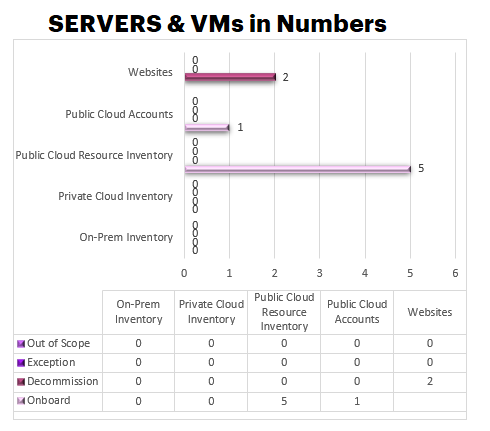 SERVERS & VMs in Numbers
0
0
Websites
2
0
Public Cloud Accounts
0
0
1
0
Public Cloud Resource Inventory
0
0
5
0
Private Cloud Inventory
0
0
0
0
On-Prem Inventory
0
0
0
0 1 2 3 4 5 6
On-Prem Inventory Private Cloud Inventory Public Cloud Resource Inventory Public Cloud Accounts Websites
Out of Scope 0 0 0 0 0
Exception 0 0 0 0 0
Decommission 0 0 0 0 2
Onboard 0 0 5 1